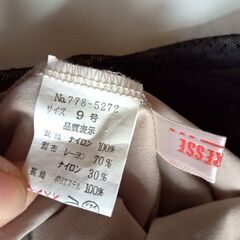 No.778-5272
サイズ 9号
品質表示
表地 ナイロン 100%
別布 レーヨン 70%
ナイロン 30%
裏地 ポリエステル 100%
RESSE